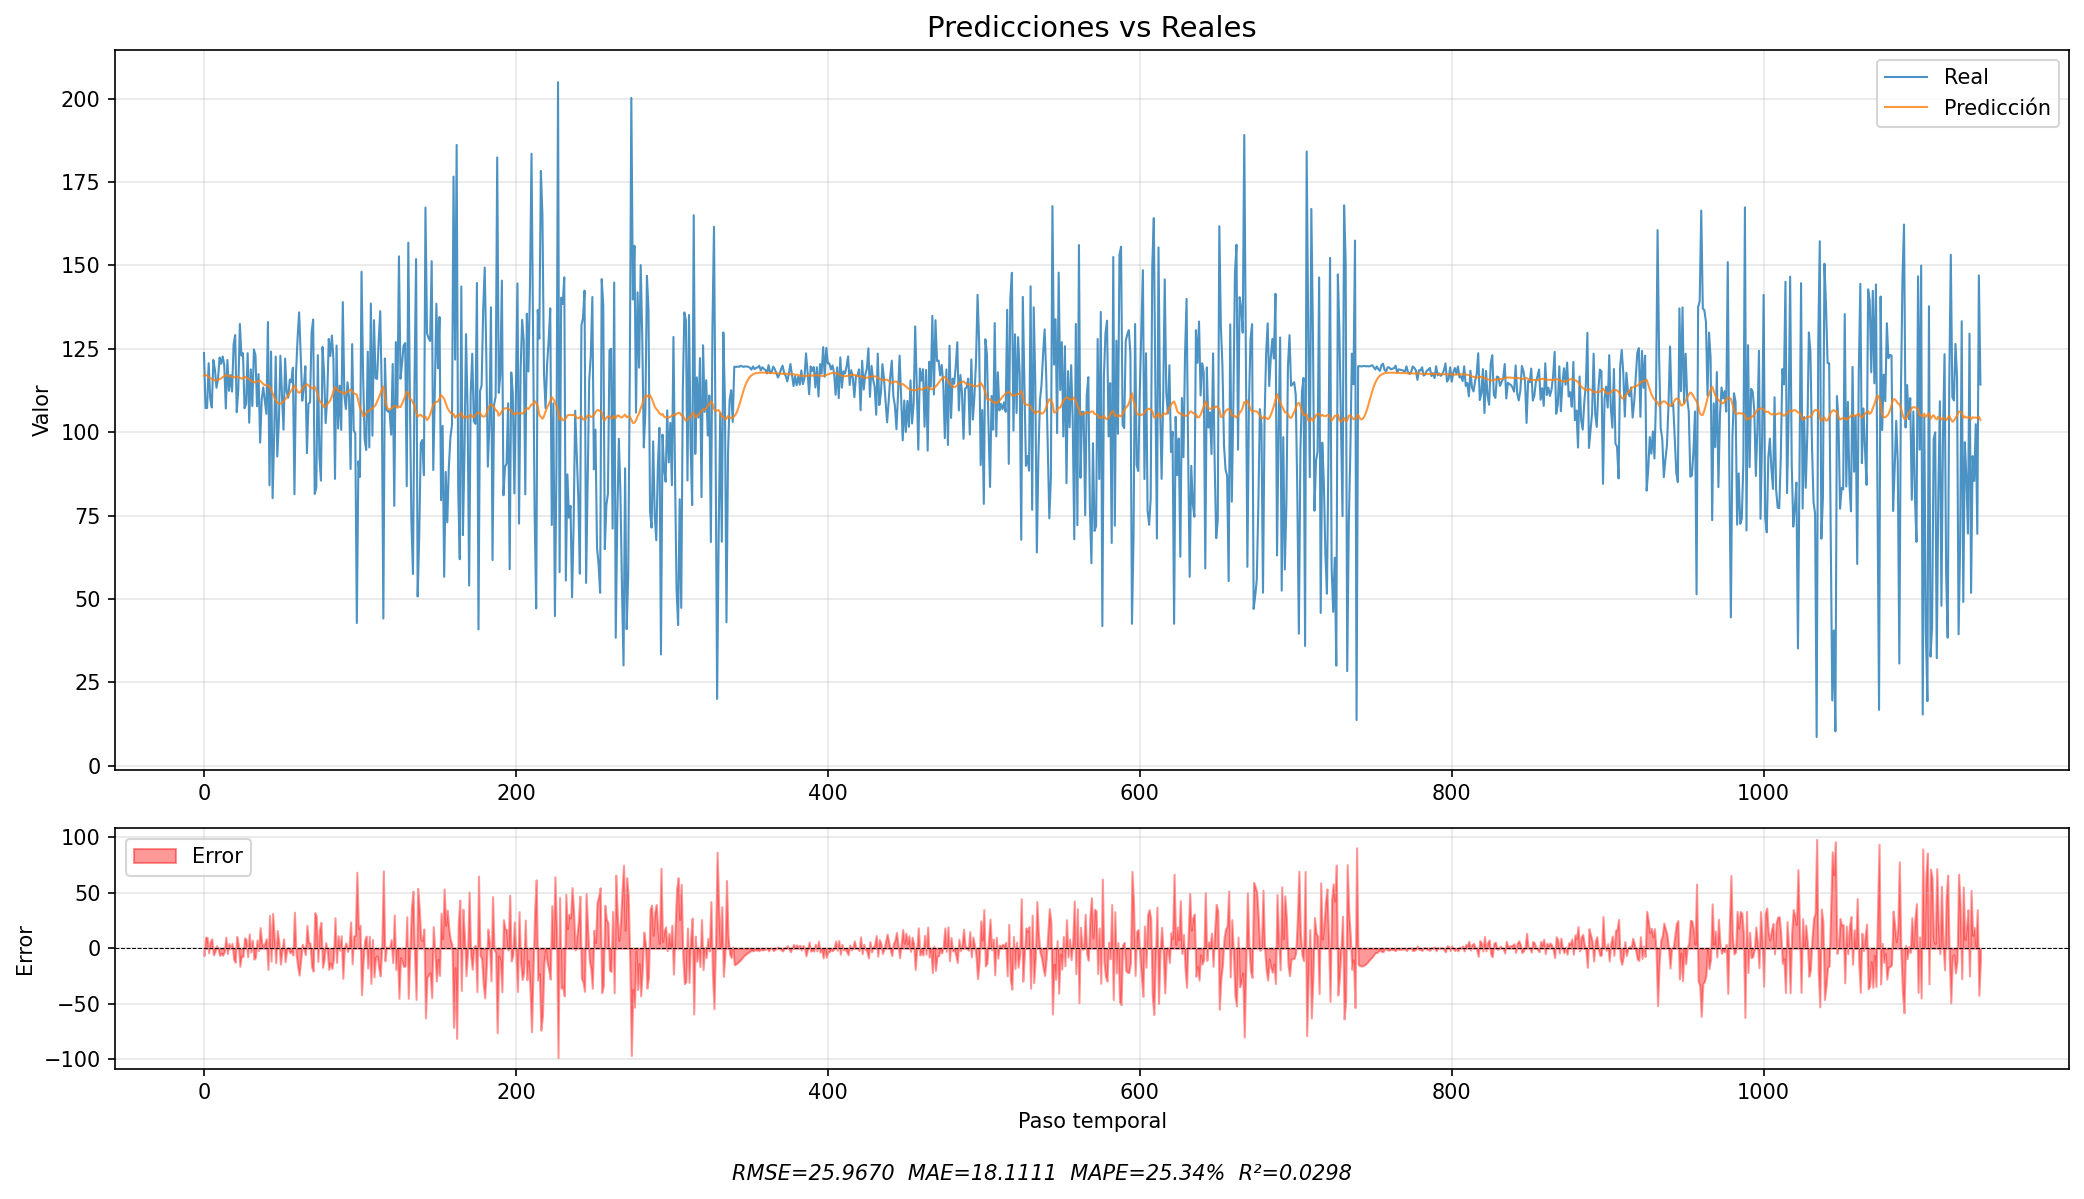 Predicciones vs Reales
Real
Predicción
Valor
200
175
150
125
100
75
50
25
0
0 200 400 600 800 1000
Error
Error
100
50
0
−50
−100
0 200 400 600 800 1000
Paso temporal
RMSE=25.9670 MAE=18.1111 MAPE=25.34% R²=0.0298